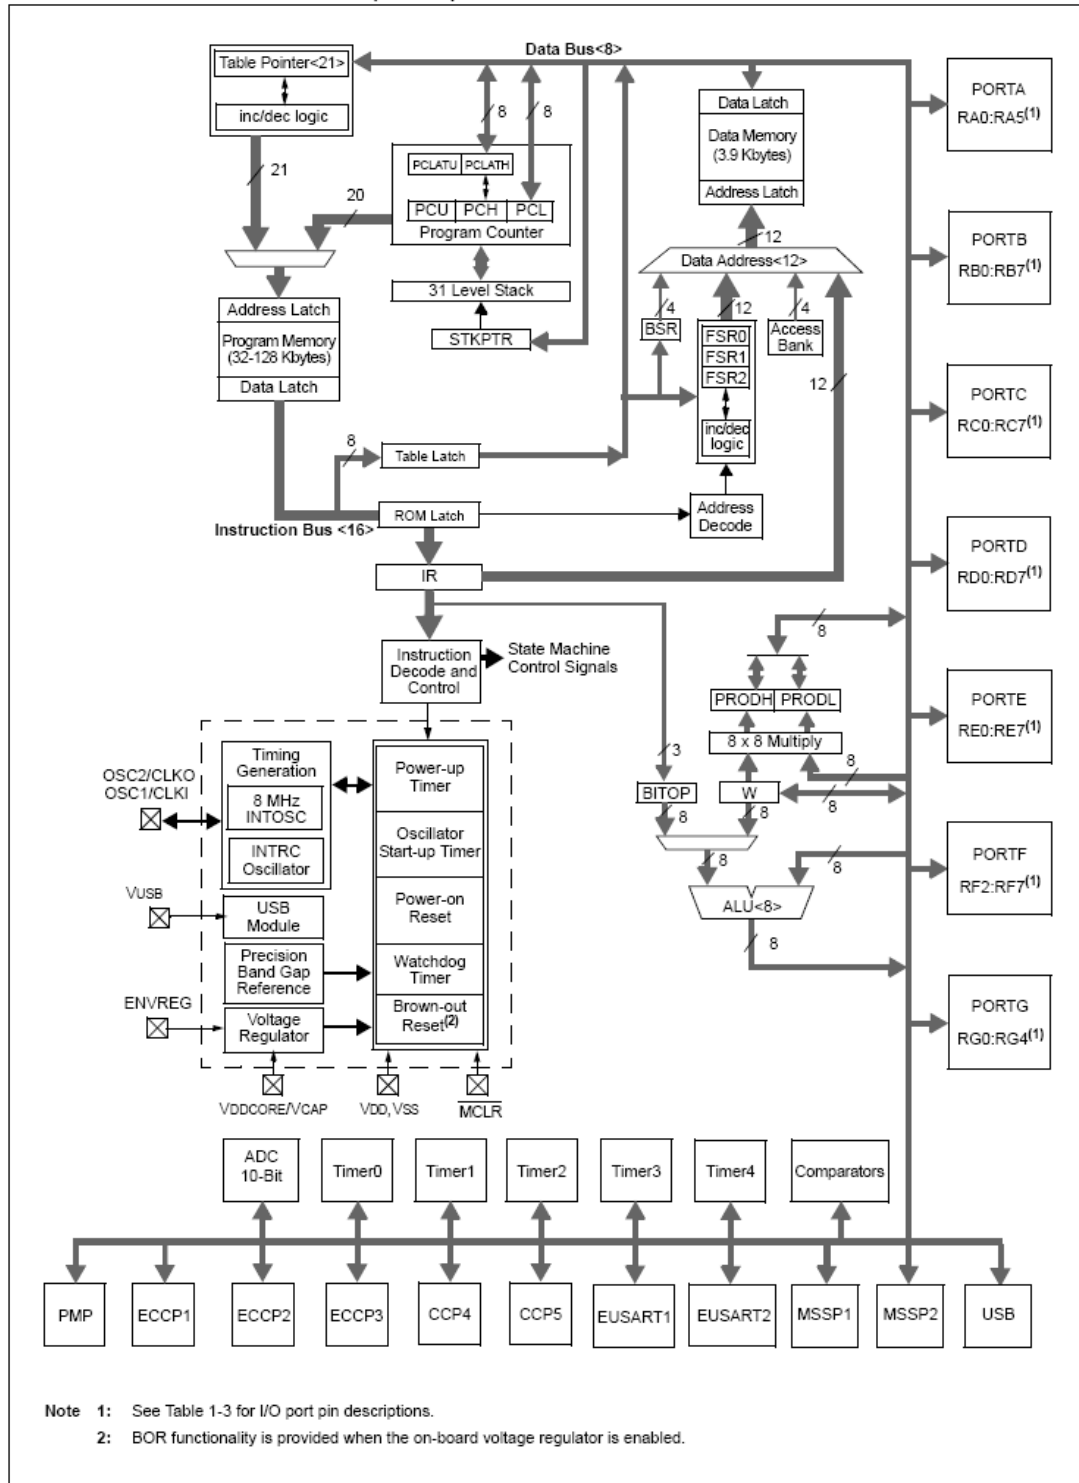 Data Bus<8>
Table Pointer<21>
inc/dec logic
21
20
8
8
PCLATU PCLATH
PCU PCH PCL
Program Counter
31 Level Stack
STKPTR
Data Latch
Data Memory
(3.9 Kbytes)
Address Latch
12
Data Address<12>
4
12
4
BSR
FSR0
FSR1
FSR2
inc/dec
logic
Access
Bank
12
Address Latch
Program Memory
(32-128 Kbytes)
Data Latch
8
Table Latch
ROM Latch
Instruction Bus <16>
Address
Decode
IR
Instruction
Decode and
Control
State Machine
Control Signals
8
PRODH PRODL
8 x 8 Multiply
3
8
BITOP
W
8
8
8
8
8
ALU<8>
8
Timing
Generation
8 MHz
INTOSC
INTRC
Oscillator
OSC2/CLKO
OSC1/CLKI
VUSB
USB
Module
Precision
Band Gap
Reference
ENVREG
Voltage
Regulator
Power-up
Timer
Oscillator
Start-up Timer
Power-on
Reset
Watchdog
Timer
Brown-out
Reset(2)
VDDCORE/VCAP
VDD, VSS
MCLR
PORTA
RA0:RA5(1)
PORTB
RB0:RB7(1)
PORTC
RC0:RC7(1)
PORTD
RD0:RD7(1)
PORTE
RE0:RE7(1)
PORTF
RF2:RF7(1)
PORTG
RG0:RG4(1)
ADC
10-Bit
Timer0
Timer1
Timer2
Timer3
Timer4
Comparators
PMP
ECCP1
ECCP2
ECCP3
CCP4
CCP5
EUSART1
EUSART2
MSSP1
MSSP2
USB
Note 1: See Table 1-3 for I/O port pin descriptions.
2: BOR functionality is provided when the on-board voltage regulator is enabled.